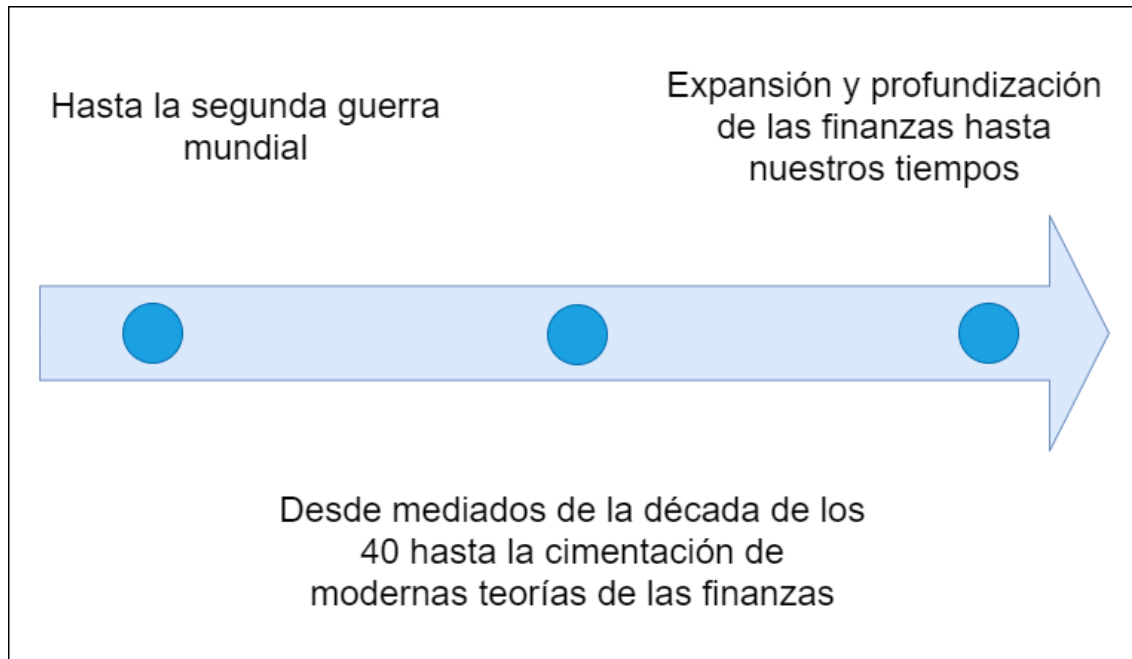 Hasta la segunda guerra
mundial
Expansión y profundización
de las finanzas hasta
nuestros tiempos
Desde mediados de la década de los
40 hasta la cimentación de
modernas teorías de las finanzas